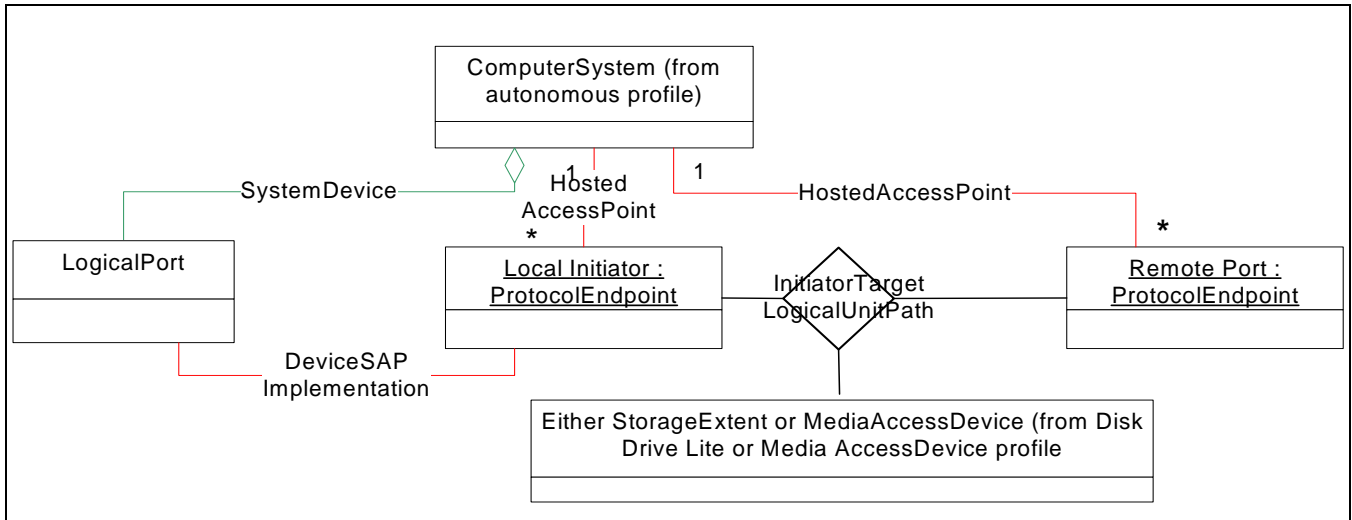 ComputerSystem (from
autonomous profile)
1
1
SystemDevice
Hosted
AccessPoint
HostedAccessPoint
*
*
LogicalPort
Local Initiator :
ProtocolEndpoint
InitiatorTarget
LogicalUnitPath
Remote Port :
ProtocolEndpoint
DeviceSAP
Implementation
Either StorageExtent or MediaAccessDevice (from Disk
Drive Lite or Media AccessDevice profile